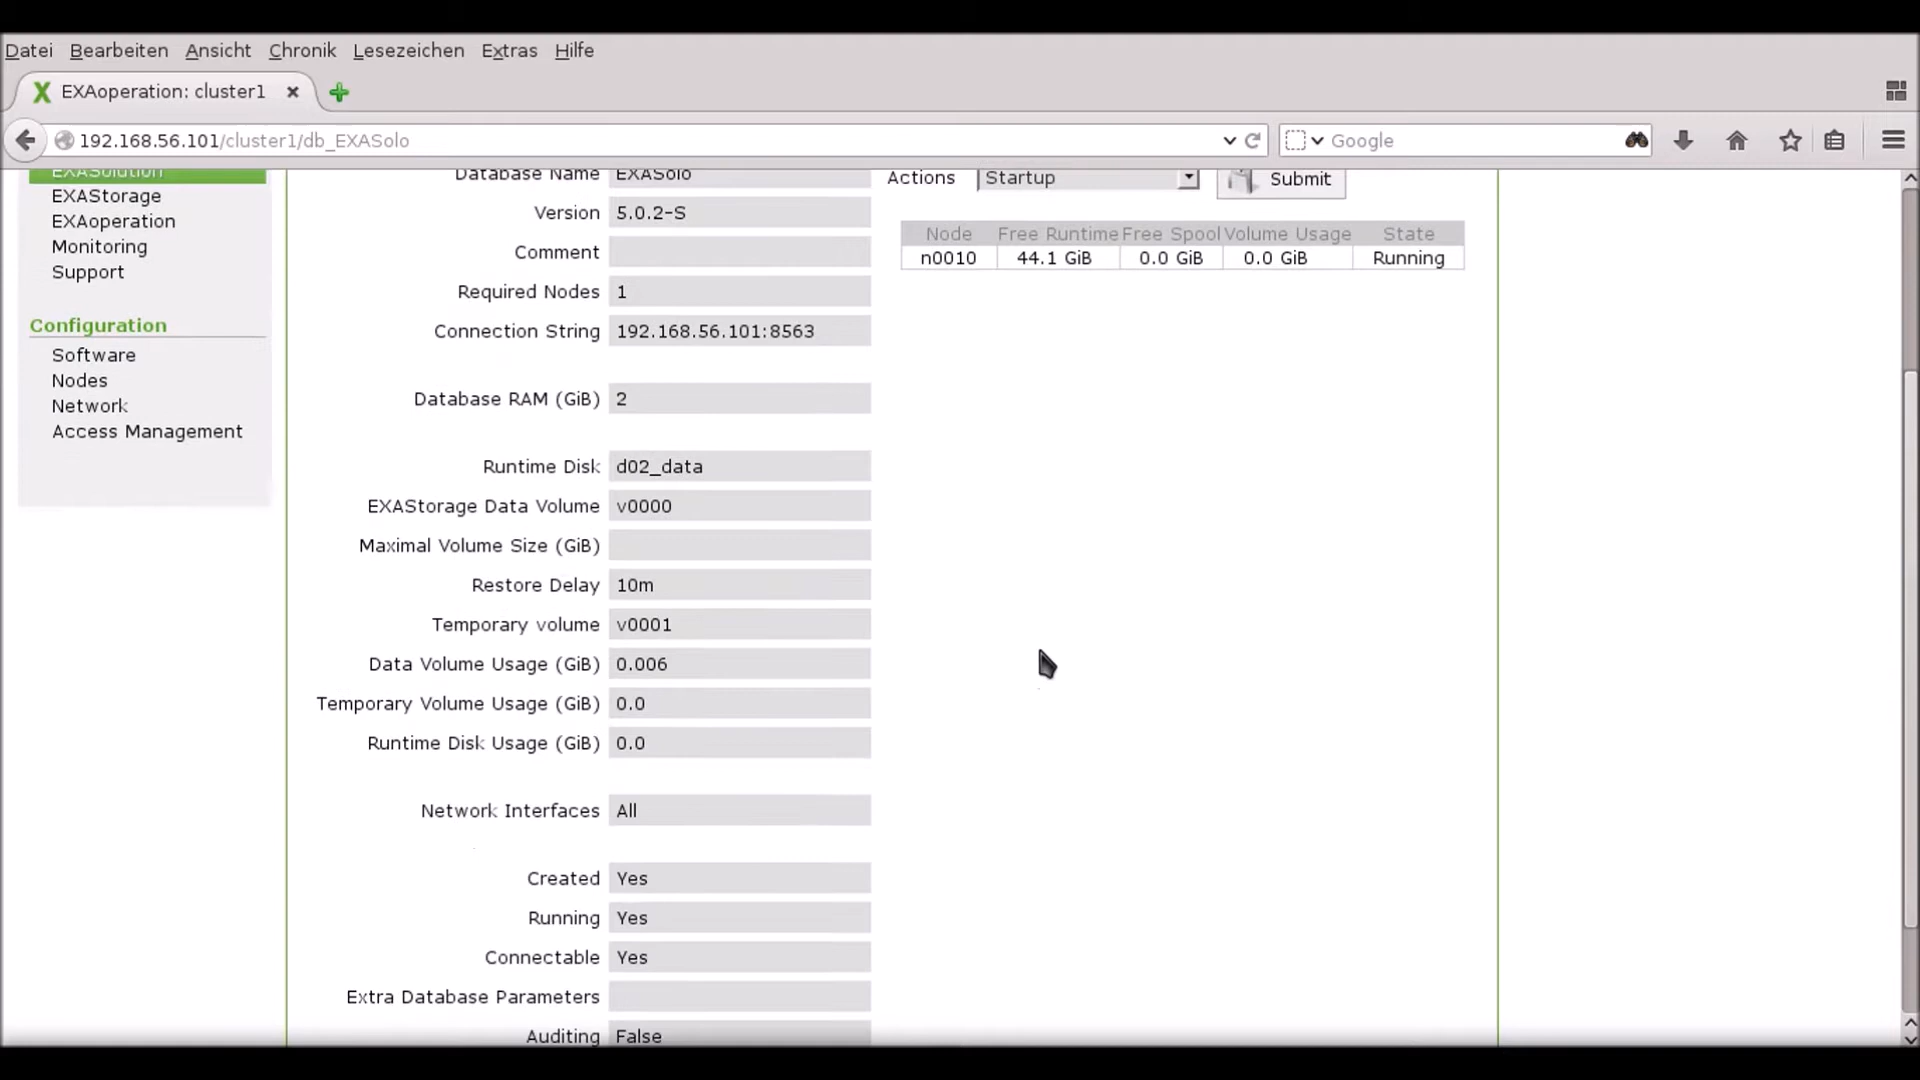 Datei Bearbeiten Ansicht Chronik Lesezeichen Extras Hilfe
EXAoperation: cluster1
192.168.56.101/cluster1/db_EXASolo
Google
EXASolution
EXAStorage
EXAoperation
Monitoring
Support
Configuration
Software
Nodes
Network
Access Management
Database Name EXASolo
Version 5.0.2-S
Comment
Required Nodes 1
Connection String 192.168.56.101:8563
Database RAM (GiB) 2
Runtime Disk d02_data
EXAStorage Data Volume v0000
Maximal Volume Size (GiB)
Restore Delay 10m
Temporary volume v0001
Data Volume Usage (GiB) 0.006
Temporary Volume Usage (GiB) 0.0
Runtime Disk Usage (GiB) 0.0
Network Interfaces All
Created Yes
Running Yes
Connectable Yes
Extra Database Parameters
Auditing False
Actions Startup Submit
Node Free Runtime Free Spool Volume Usage State
n0010 44.1 GiB 0.0 GiB 0.0 GiB Running